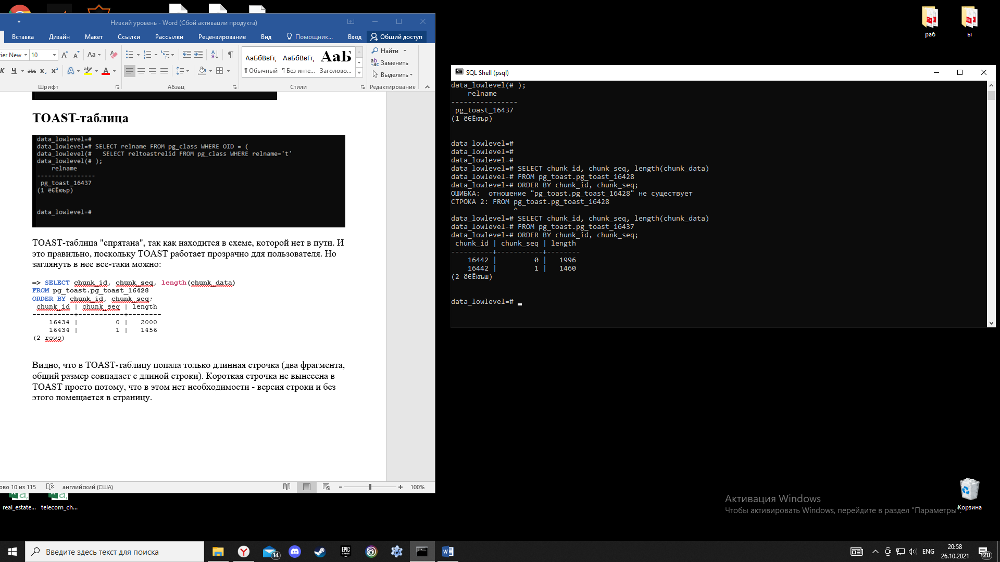 Низкий уровень - Word (Сбой активации продукта)
Вставка Дизайн Макет Ссылки Рассылки Рецензирование Вид Помощник... Вход Общий доступ
ier New 10 Aa
К Ч abc x₂ x²
АаБбВвГг, АаБбВвГг, АаБ
¶ Обычный ¶ Без инте... Заголово...
Найти
Заменить
Выделить
Шрифт Абзац Стили Редактирование
TOAST-таблица
data_lowlevel=#
data_lowlevel=# SELECT relname FROM pg_class WHERE OID = (
data_lowlevel(#   SELECT reltoastrelid FROM pg_class WHERE relname='t'
data_lowlevel(# );
relname
----------------
pg_toast_16437
(1 ёЄЁюър)
data_lowlevel=#
TOAST-таблица "спрятана", так как находится в схеме, которой нет в пути. И
это правильно, поскольку TOAST работает прозрачно для пользователя. Но
заглянуть в нее все-таки можно:
=> SELECT chunk_id, chunk_seq, length(chunk_data)
FROM pg_toast.pg_toast_16428
ORDER BY chunk_id, chunk_seq;
chunk_id | chunk_seq | length
----------+-----------+--------
16434 | 0 | 2000
16434 | 1 | 1456
(2 rows)
Видно, что в TOAST-таблицу попала только длинная строчка (два фрагмента,
общий размер совпадает с длиной строки). Короткая строчка не вынесена в
TOAST просто потому, что в этом нет необходимости - версия строки и без
этого помещается в страницу.
ово 10 из 115 английский (США) 100%
real_estate... telecom_ch...
раб ы
SQL Shell (psql)
data_lowlevel(# );
relname
----------------
pg_toast_16437
(1 ёЄЁюър)
data_lowlevel=#
data_lowlevel=#
data_lowlevel=#
data_lowlevel=# SELECT chunk_id, chunk_seq, length(chunk_data)
data_lowlevel-# FROM pg_toast.pg_toast_16428
data_lowlevel-# ORDER BY chunk_id, chunk_seq;
ОШИБКА:  отношение "pg_toast.pg_toast_16428" не существует
СТРОКА 2: FROM pg_toast.pg_toast_16428
^
data_lowlevel=# SELECT chunk_id, chunk_seq, length(chunk_data)
data_lowlevel-# FROM pg_toast.pg_toast_16437
data_lowlevel-# ORDER BY chunk_id, chunk_seq;
chunk_id | chunk_seq | length
----------+-----------+--------
16442 | 0 | 1996
16442 | 1 | 1460
(2 ёЄЁюъш)
data_lowlevel=#
Активация Windows
Чтобы активировать Windows, перейдите в раздел "Параметры".
Корзина
Введите здесь текст для поиска
14
EPIC GAMES
ENG
20:58
26.10.2021
20